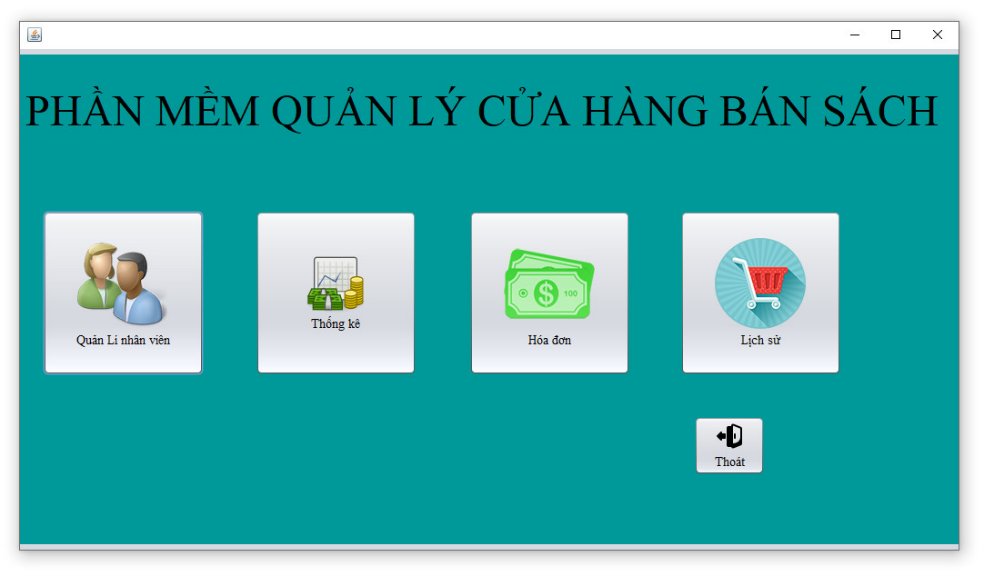 PHẦN MỀM QUẢN LÝ CỬA HÀNG BÁN SÁCH
Quản Lí nhân viên
Thống kê
Hóa đơn
100
Lịch sử
Thoát